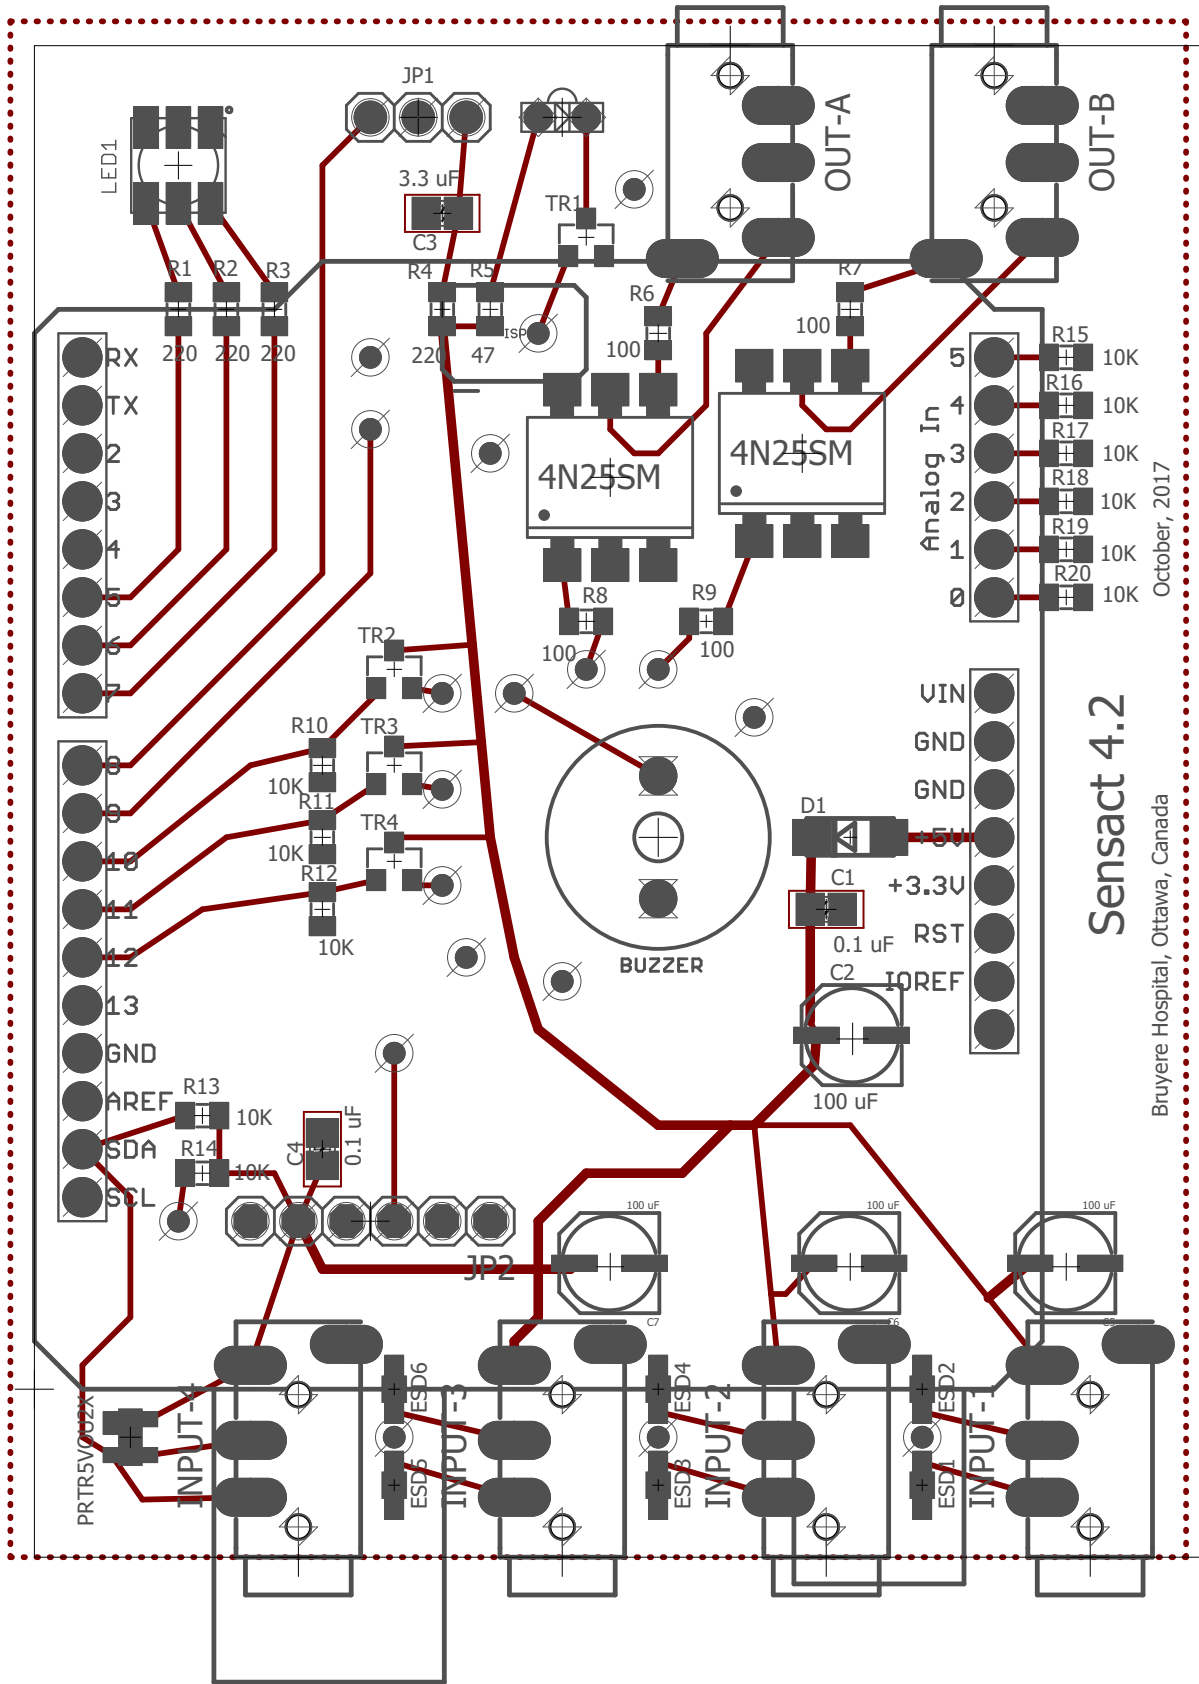 JP1
LED1
3.3 uF
C3
TR1
OUT-A
OUT-B
R1
R2
R3
R4
R5
R6
R7
220
220
220
220
47
ISP
100
100
RX
TX
2
3
4
5
6
7
4N25SM
4N25SM
Analog In
5
4
3
2
1
0
R15
10K
R16
10K
R17
10K
R18
10K
R19
10K
R20
10K
October, 2017
R8
100
R9
100
TR2
R10
10K
TR3
R11
10K
TR4
R12
10K
8
9
10
11
12
13
GND
AREF
SDA
SCL
BUZZER
VIN
GND
GND
+5V
+3.3V
RST
IOREF
D1
C1
0.1 uF
C2
100 uF
Sensact 4.2
Bruyere Hospital, Ottawa, Canada
R13
10K
R14
10K
C4
0.1 uF
JP2
100 uF
100 uF
100 uF
C7
C6
C5
PRTR5V0U2X
INPUT-4
ESD6
ESD5
INPUT-3
ESD4
ESD3
INPUT-2
ESD2
ESD1
INPUT-1